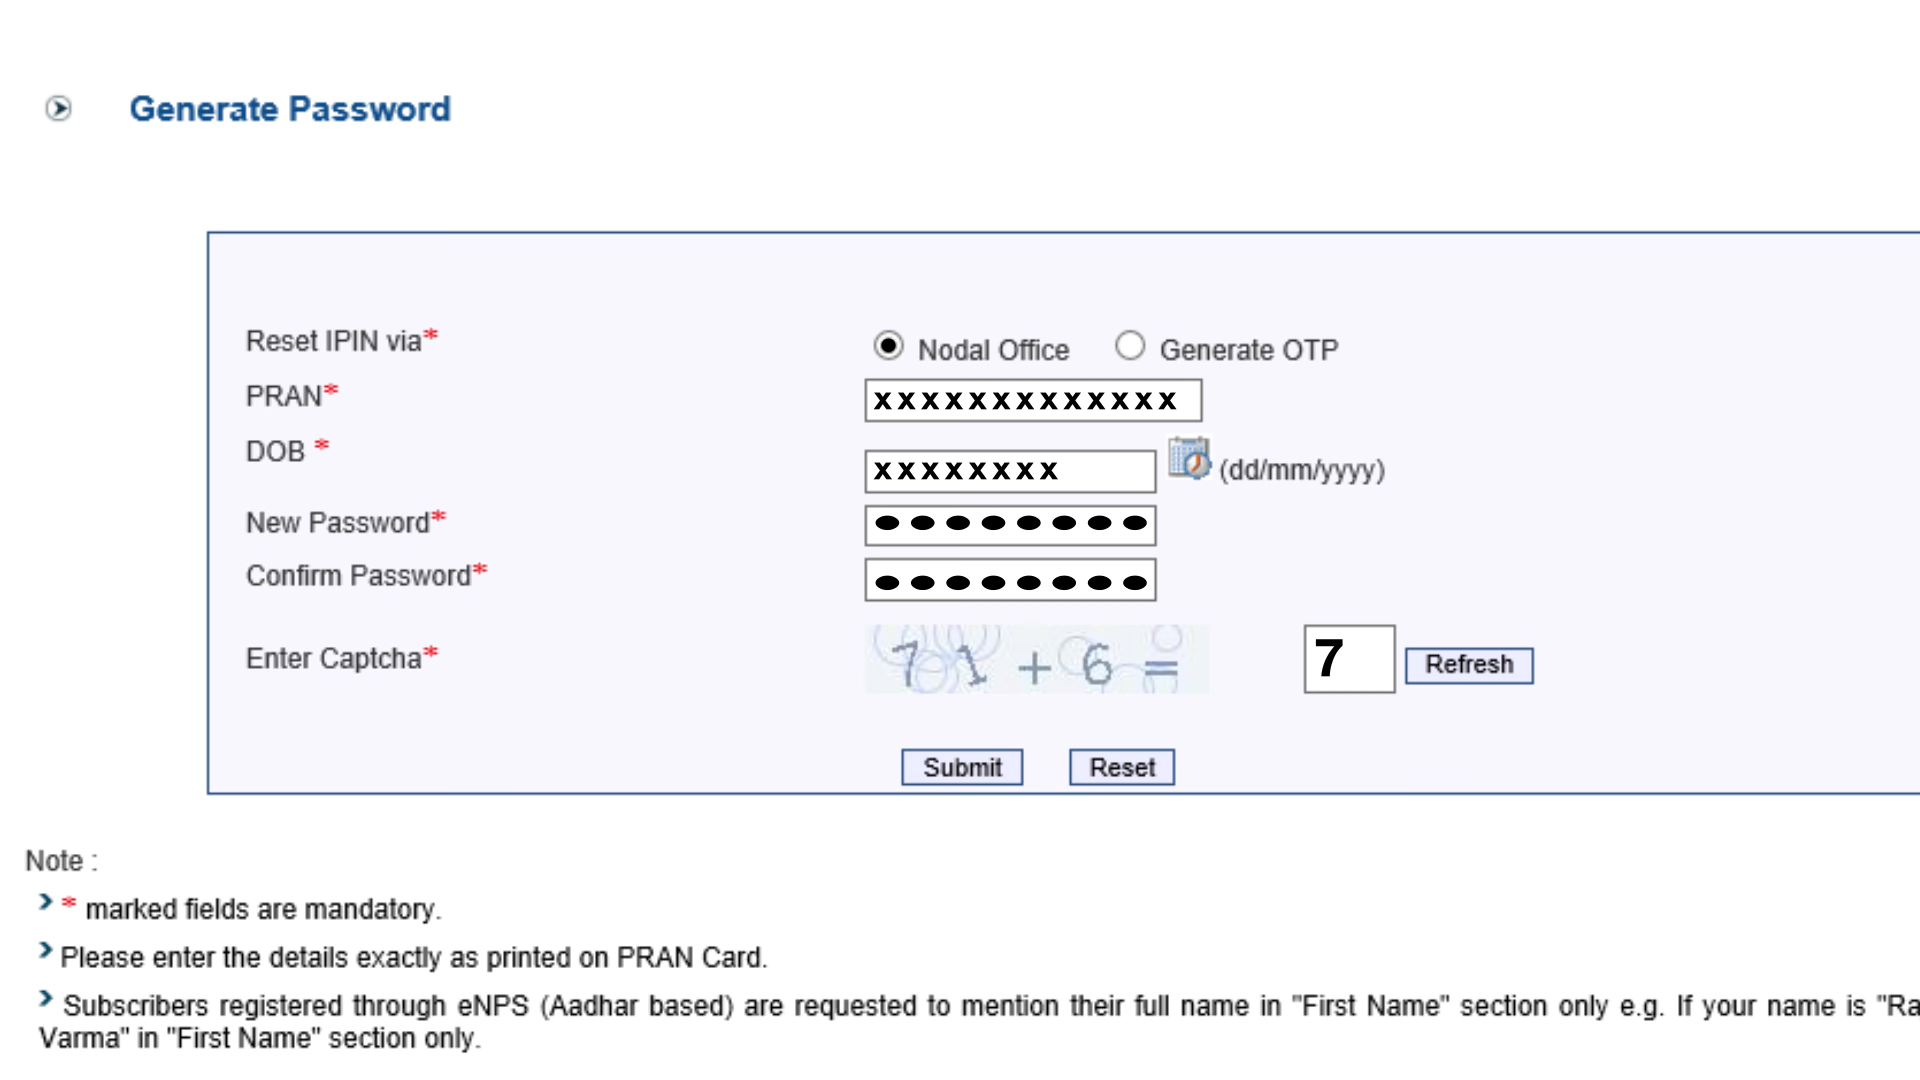 Generate Password
Reset IPIN via* Nodal Office Generate OTP
PRAN* xxxxxxxxxxxxx
DOB * xxxxxxxx (dd/mm/yyyy)
New Password* ●●●●●●●●
Confirm Password* ●●●●●●●●
Enter Captcha* 7 1 + 6 = 7 Refresh
Submit Reset
Note :
* marked fields are mandatory.
Please enter the details exactly as printed on PRAN Card.
Subscribers registered through eNPS (Aadhar based) are requested to mention their full name in "First Name" section only e.g. If your name is "Ra
Varma" in "First Name" section only.